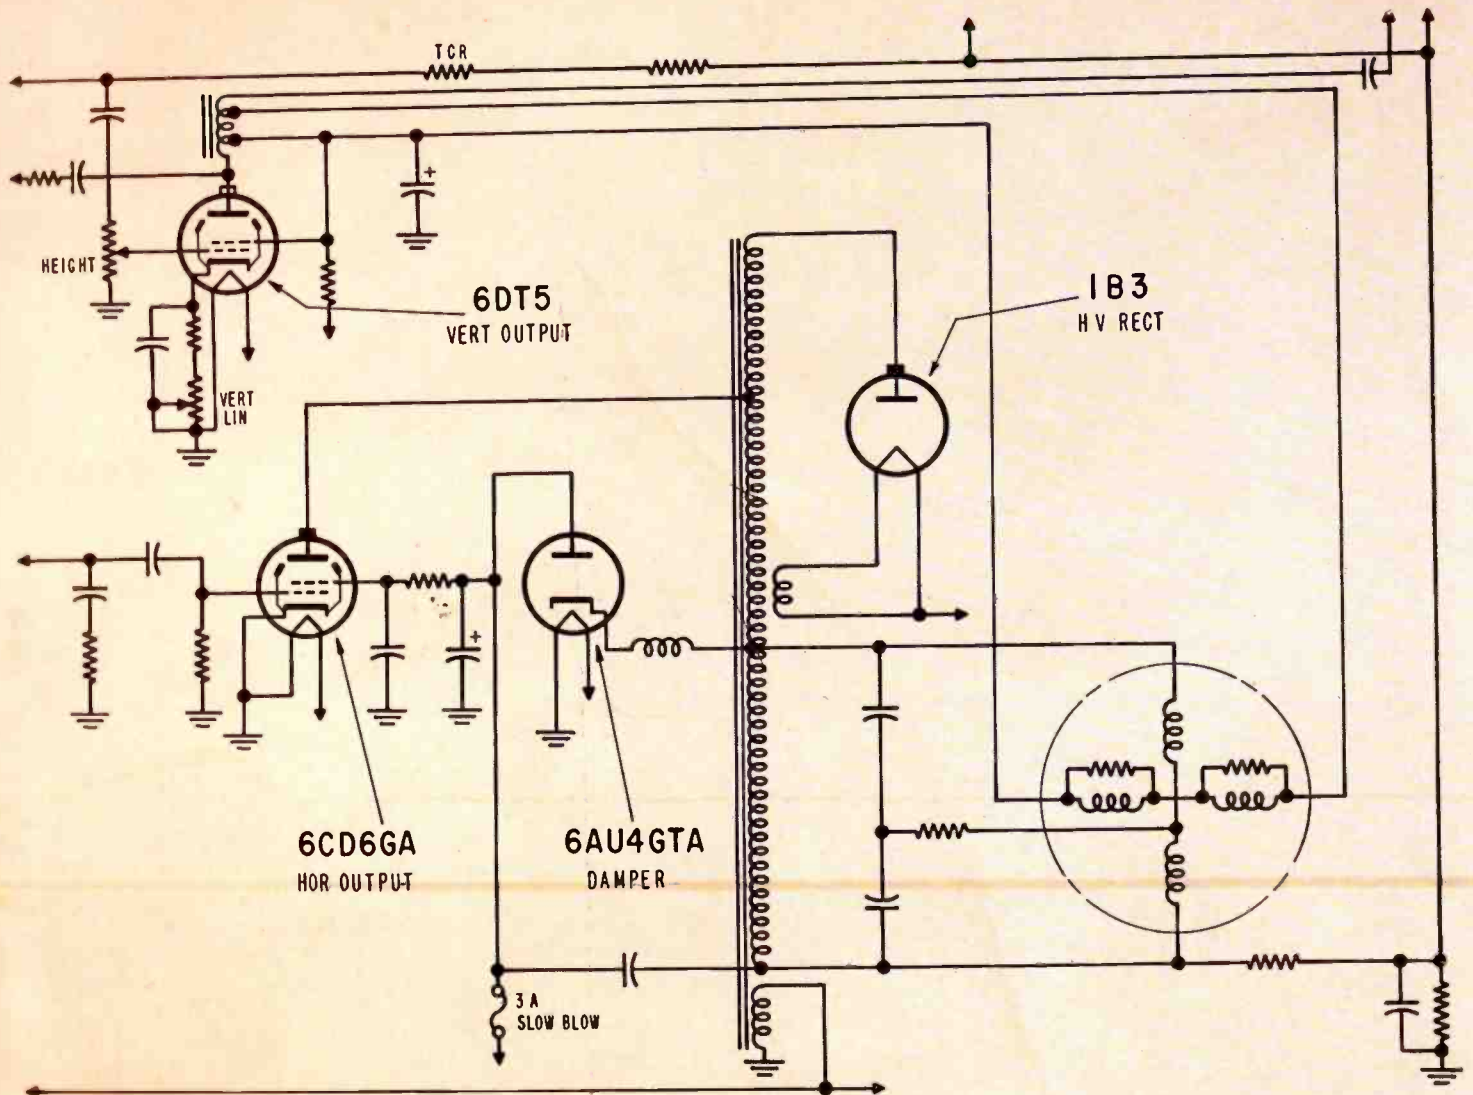 TCR
HEIGHT
6DT5
VERT OUTPUT
1B3
HV RECT
VERT
LIN
+
+
6CD6GA
HOR OUTPUT
6AU4GTA
DAMPER
3A
SLOW BLOW